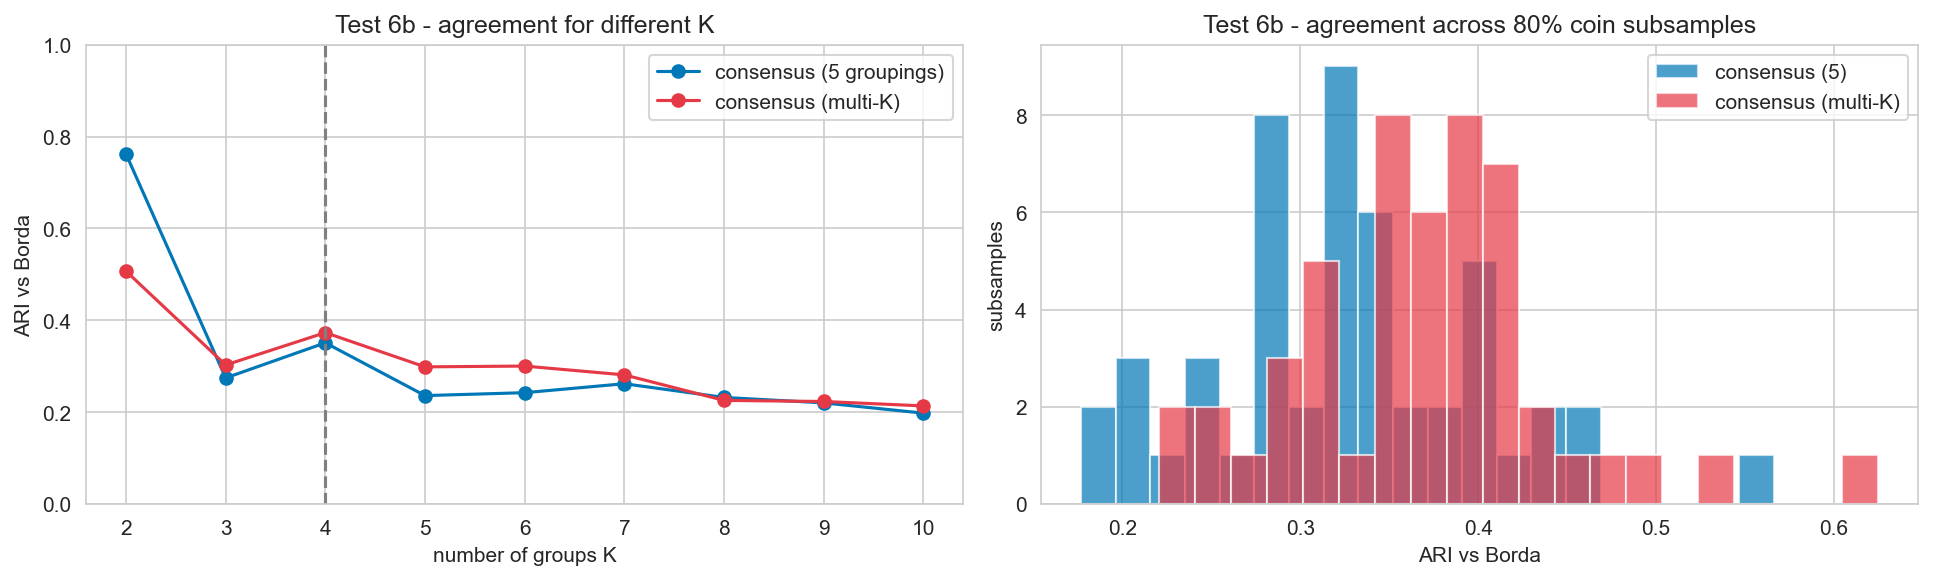 Test 6b - agreement for different K
ARI vs Borda
1.0
0.8
0.6
0.4
0.2
0.0
consensus (5 groupings)
consensus (multi-K)
2 3 4 5 6 7 8 9 10
number of groups K
Test 6b - agreement across 80% coin subsamples
subsamples
8
6
4
2
0
consensus (5)
consensus (multi-K)
0.2 0.3 0.4 0.5 0.6
ARI vs Borda